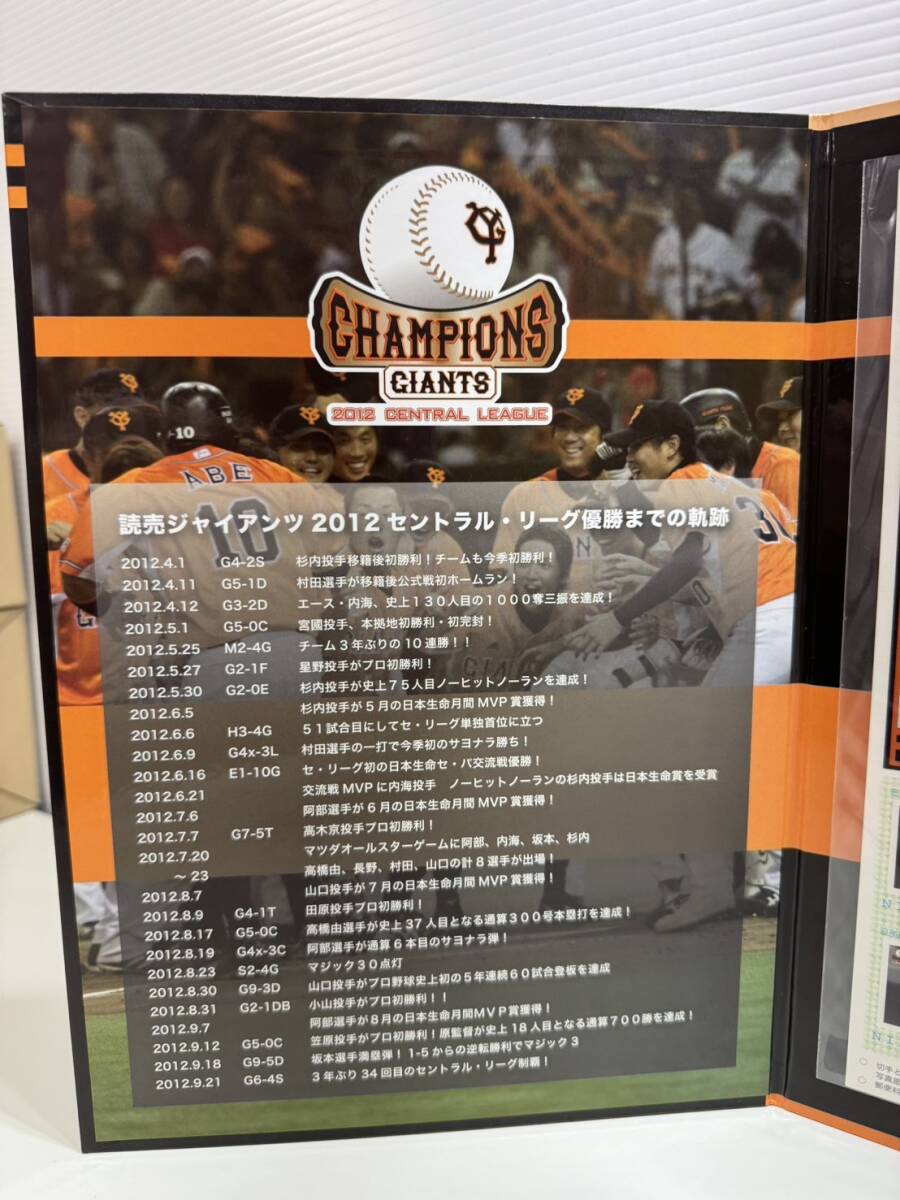 CHAMPIONS
GIANTS
2012 CENTRAL LEAGUE
10
ABE
10
読売ジャイアンツ 2012 セントラル・リーグ優勝までの軌跡
2012.4.1 G4-2S 杉内投手移籍後初勝利！チームも今季初勝利！
2012.4.11 G5-1D 村田選手が移籍後公式戦初ホームラン！
2012.4.12 G3-2D エース・内海、史上１３０人目の１０００奪三振を達成！
2012.5.1 G5-0C 宮國投手、本拠地初勝利・初完封！
2012.5.25 M2-4G チーム３年ぶりの１０連勝！！
2012.5.27 G2-1F 星野投手がプロ初勝利！
2012.5.30 G2-0E 杉内投手が史上７５人目ノーヒットノーランを達成！
2012.6.5 杉内投手が５月の日本生命月間 MVP 賞獲得！
2012.6.6 H3-4G ５１試合目にしてセ・リーグ単独首位に立つ
2012.6.9 G4x-3L 村田選手の一打で今季初のサヨナラ勝ち！
2012.6.16 E1-10G セ・リーグ初の日本生命セ・パ交流戦優勝！
2012.6.21 交流戦 MVP に内海投手　ノーヒットノーランの杉内投手は日本生命賞を受賞
2012.7.6 阿部選手が６月の日本生命月間 MVP 賞獲得！
2012.7.7 G7-5T 高木京投手プロ初勝利！
2012.7.20 マツダオールスターゲームに阿部、内海、坂本、杉内
～ 23 高橋由、長野、村田、山口の計８選手が出場！
2012.8.7 山口投手が７月の日本生命月間 MVP 賞獲得！
2012.8.9 G4-1T 田原投手プロ初勝利！
2012.8.17 G5-0C 高橋由選手が史上 37 人目となる通算３００号本塁打を達成！
2012.8.19 G4x-3C 阿部選手が通算６本目のサヨナラ弾！
2012.8.23 S2-4G マジック３０点灯
2012.8.30 G9-3D 山口投手がプロ野球史上初の５年連続６０試合登板を達成
2012.8.31 G2-1DB 小山投手がプロ初勝利！！
2012.9.7 阿部選手が８月の日本生命月間ＭＶＰ賞獲得！
2012.9.12 G5-0C 笠原投手がプロ初勝利！原監督が史上 18 人目となる通算７００勝を達成！
2012.9.18 G9-5D 坂本選手満塁弾！ 1-5 からの逆転勝利でマジック 3
2012.9.21 G6-4S ３年ぶり 34 回目のセントラル・リーグ制覇！
○ 切手と
写真面
○ 郵便料